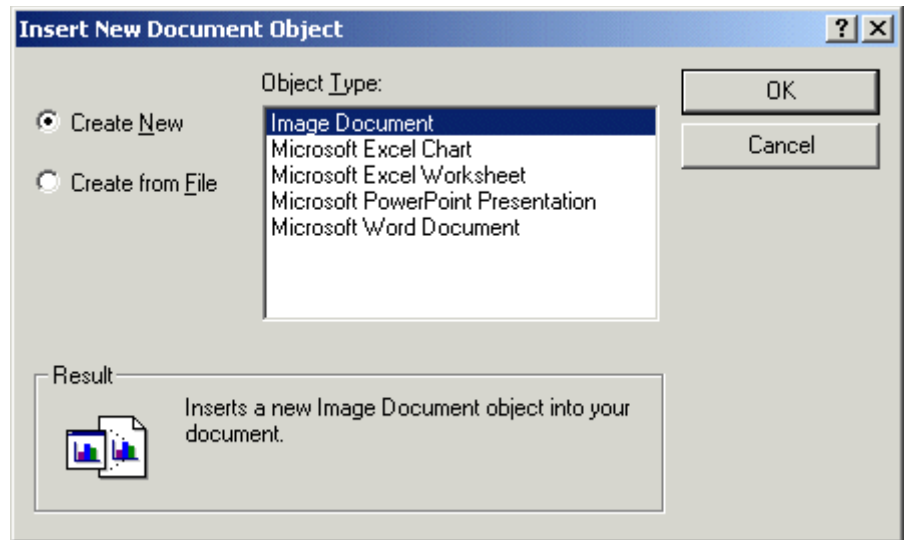 Insert New Document Object
Object Type:
Create New
Create from File
Image Document
Microsoft Excel Chart
Microsoft Excel Worksheet
Microsoft PowerPoint Presentation
Microsoft Word Document
OK
Cancel
Result
Inserts a new Image Document object into your
document.